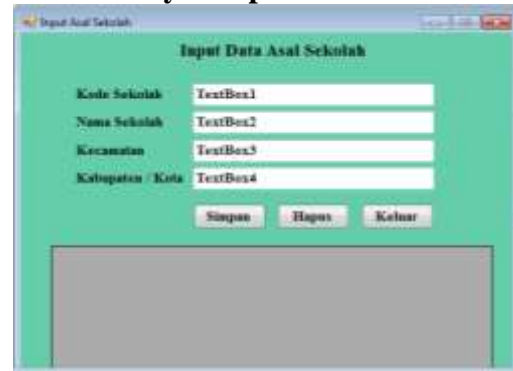 Input Asal Sekolah
Input Data Asal Sekolah
Kode Sekolah TextBox1
Nama Sekolah TextBox2
Kecamatan TextBox3
Kabupaten / Kota TextBox4
Simpan Hapus Keluar